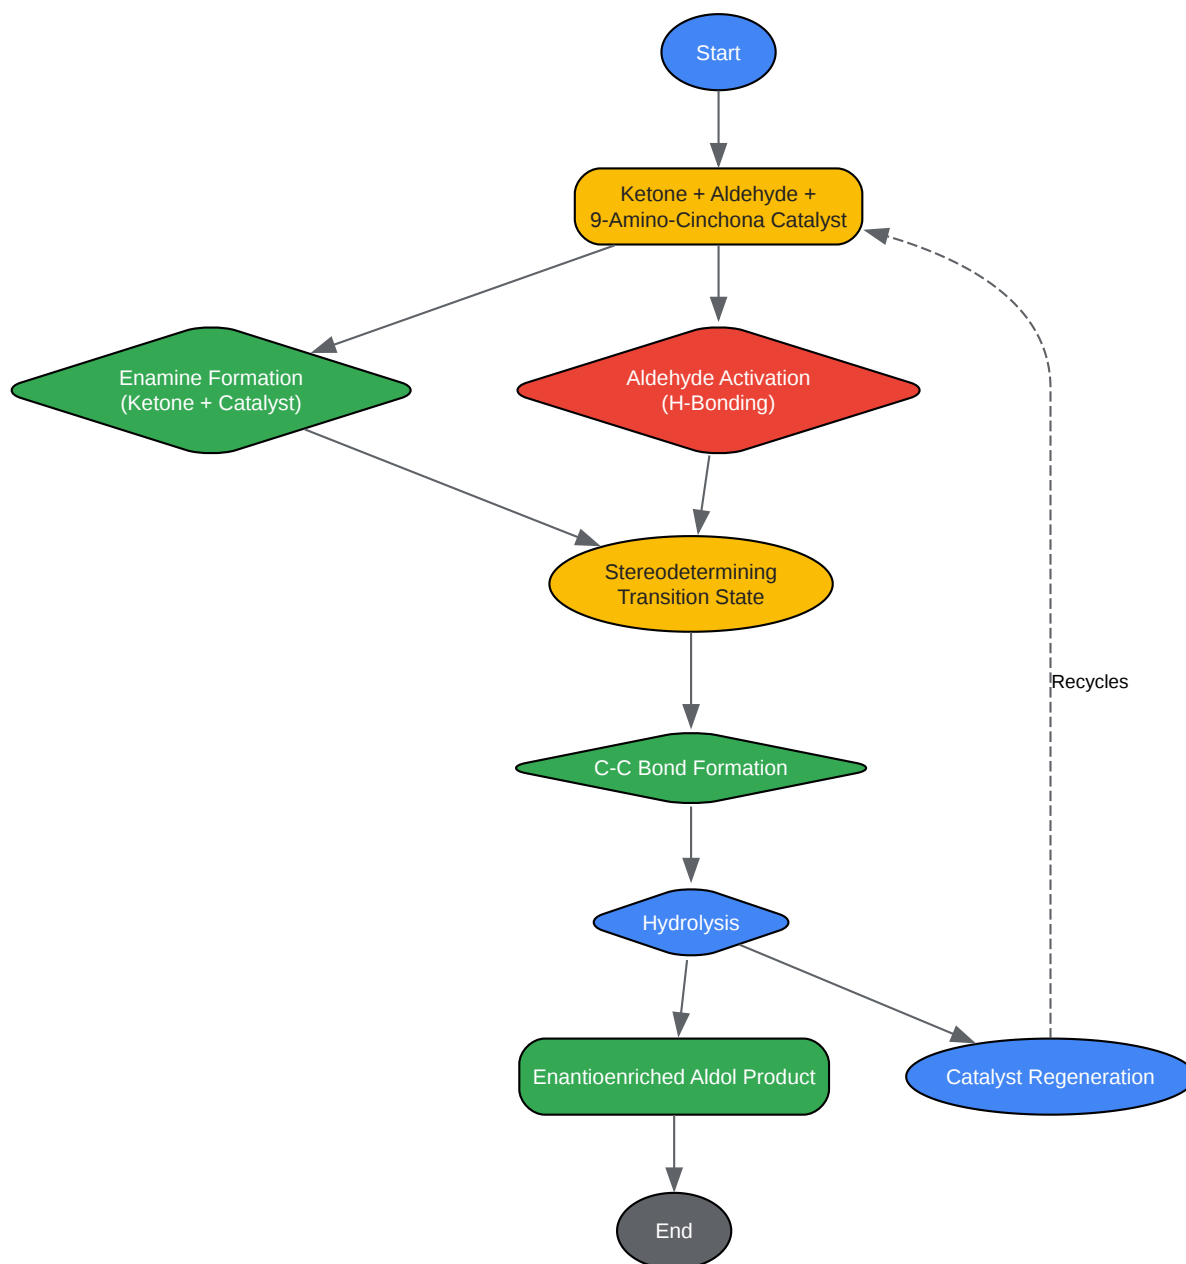 Start
Ketone + Aldehyde +
9-Amino-Cinchona Catalyst
Enamine Formation
(Ketone + Catalyst)
Aldehyde Activation
(H-Bonding)
Stereodetermining
Transition State
Recycles
C-C Bond Formation
Hydrolysis
Enantioenriched Aldol Product
Catalyst Regeneration
End